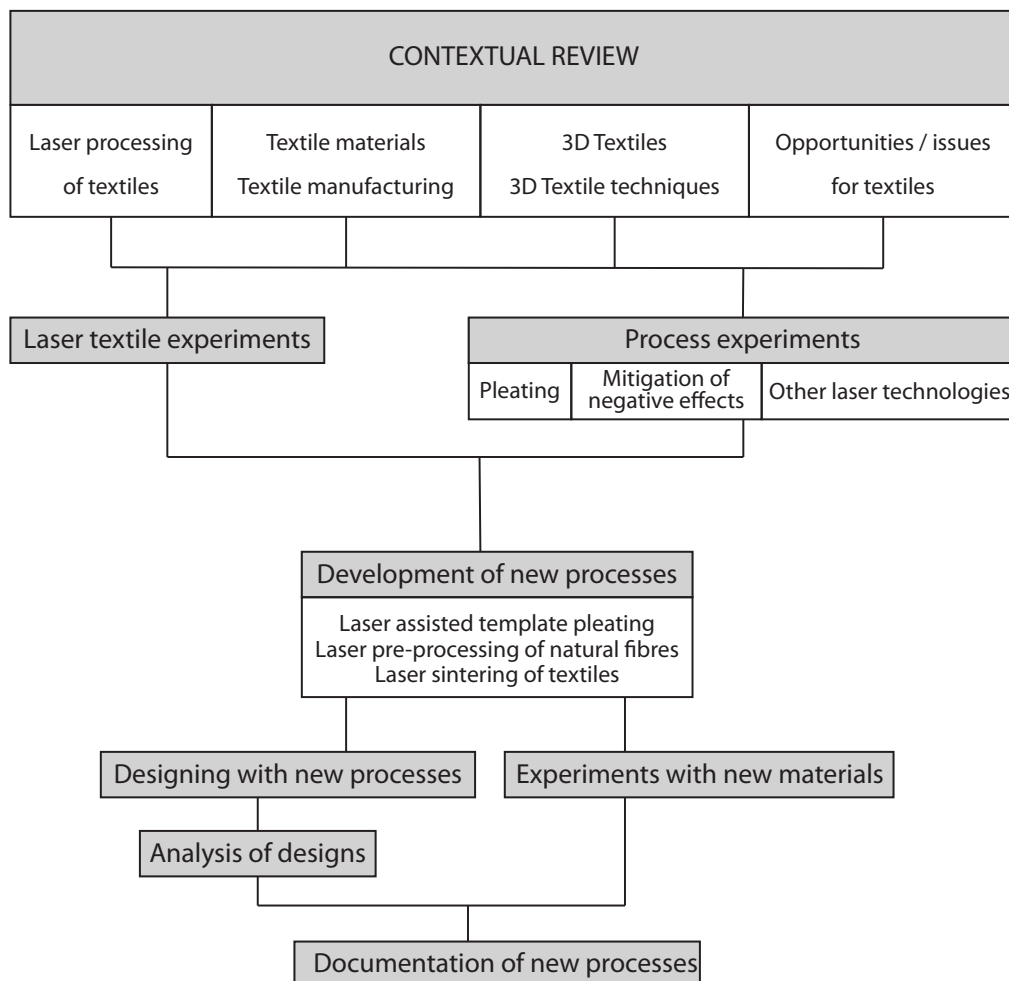 CONTEXTUAL REVIEW
Laser processing
of textiles
Textile materials
Textile manufacturing
3D Textiles
3D Textile techniques
Opportunities / issues
for textiles
Laser textile experiments
Process experiments
Pleating
Mitigation of
negative effects
Other laser technologies
Development of new processes
Laser assisted template pleating
Laser pre-processing of natural fibres
Laser sintering of textiles
Designing with new processes
Experiments with new materials
Analysis of designs
Documentation of new processes